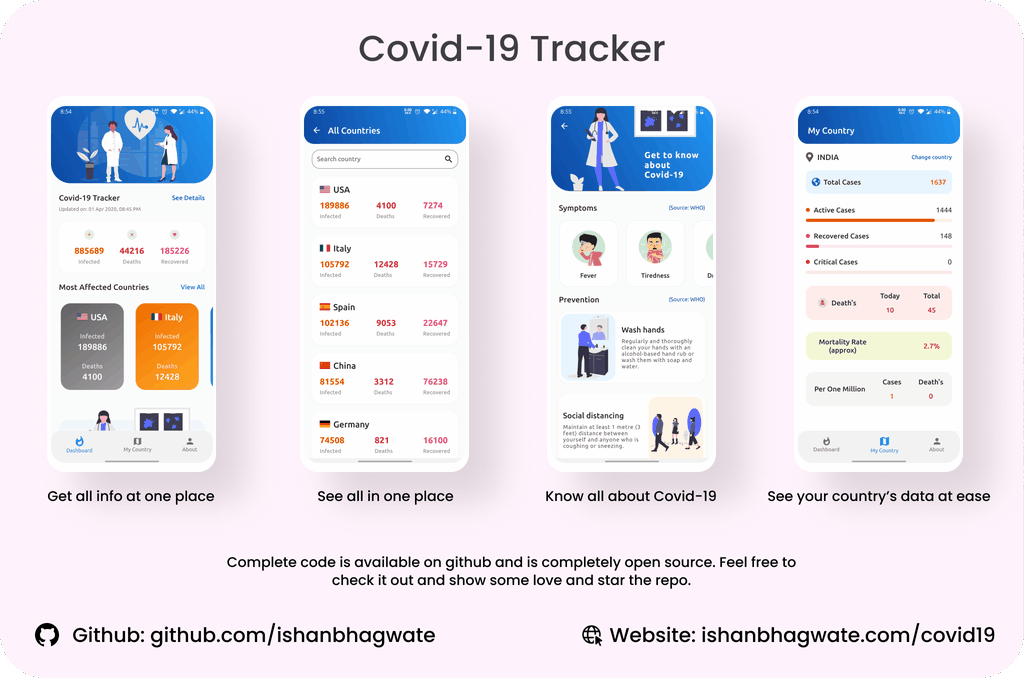 Covid-19 Tracker
8:54
44%
Covid-19 Tracker
See Details
Updated on: 01 Apr 2020, 08:45 PM
885689
44216
185226
Infected
Deaths
Recovered
Most Affected Countries
View All
USA
Infected
189886
Deaths
4100
Italy
Infected
105792
Deaths
12428
Dashboard
My Country
About
Get all info at one place
8:55
44%
All Countries
Search country
USA
189886
4100
7274
Infected
Deaths
Recovered
Italy
105792
12428
15729
Infected
Deaths
Recovered
Spain
102136
9053
22647
Infected
Deaths
Recovered
China
81554
3312
76238
Infected
Deaths
Recovered
Germany
74508
821
16100
Infected
Deaths
Recovered
See all in one place
8:55
Get to know
about
Covid-19
Symptoms
(Source: WHO)
Fever
Tiredness
Prevention
(Source: WHO)
Wash hands
Regularly and thoroughly
clean your hands with an
alcohol-based hand rub or
wash them with soap and
water.
Social distancing
Maintain at least 1 metre (3
feet) distance between
yourself and anyone who is
coughing or sneezing.
Know all about Covid-19
8:54
44%
My Country
INDIA
Change country
Total Cases
1637
Active Cases
1444
Recovered Cases
148
Critical Cases
0
Death's
Today
Total
10
45
Mortality Rate
(approx)
2.7%
Per One Million
Cases
Death's
1
0
Dashboard
My Country
About
See your country's data at ease
Complete code is available on github and is completely open source. Feel free to
check it out and show some love and star the repo.
Github: github.com/ishanbhagwate
Website: ishanbhagwate.com/covid19